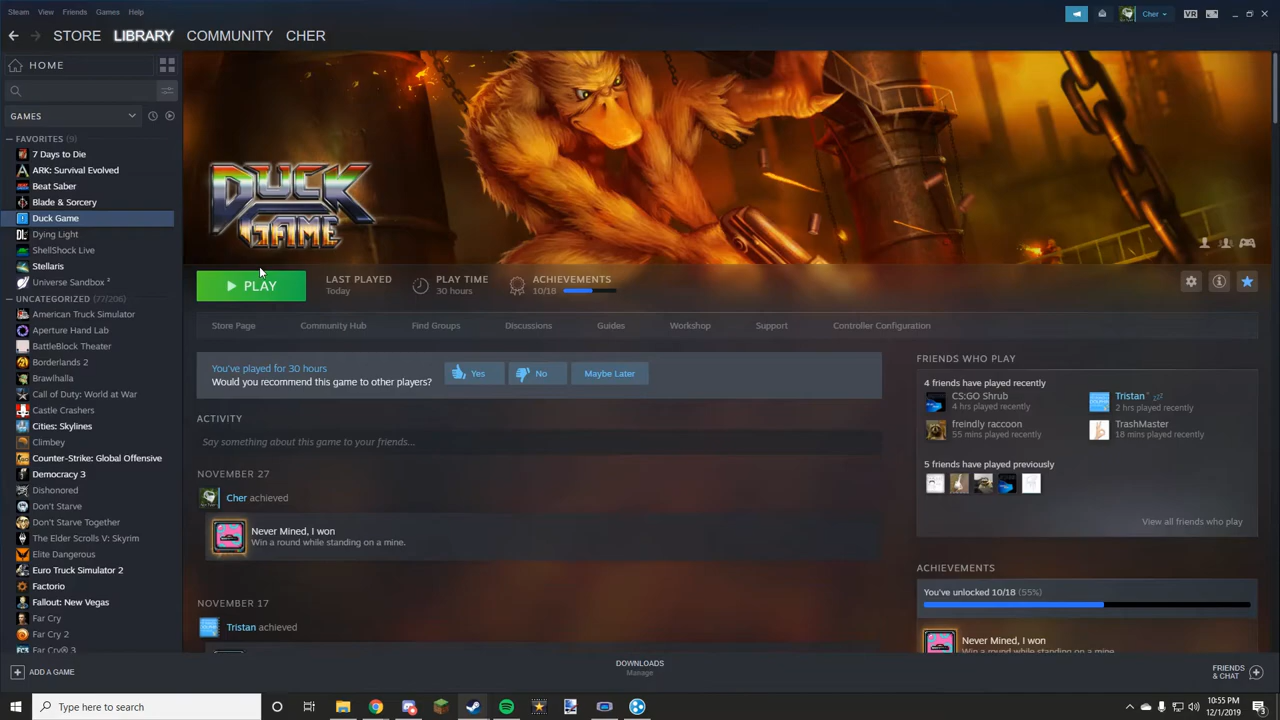 Steam View Friends Games Help
Cher
VR
STORE LIBRARY COMMUNITY CHER
HOME
GAMES
FAVORITES (9)
7 Days to Die
ARK: Survival Evolved
Beat Saber
Blade & Sorcery
Duck Game
Dying Light
ShellShock Live
Stellaris
Universe Sandbox ²
UNCATEGORIZED (77/206)
American Truck Simulator
Aperture Hand Lab
BattleBlock Theater
Borderlands 2
Brawlhalla
Call of Duty: World at War
Castle Crashers
Cities: Skylines
Climbey
Counter-Strike: Global Offensive
Democracy 3
Dishonored
Don't Starve
Don't Starve Together
The Elder Scrolls V: Skyrim
Elite Dangerous
Euro Truck Simulator 2
Factorio
Fallout: New Vegas
Far Cry
Far Cry 2
Far Cry® 3
ADD A GAME
DUCK
GAME
PLAY
LAST PLAYED
Today
PLAY TIME
30 hours
ACHIEVEMENTS
10/18
Store Page Community Hub Find Groups Discussions Guides Workshop Support Controller Configuration
You've played for 30 hours
Would you recommend this game to other players?
Yes No Maybe Later
ACTIVITY
Say something about this game to your friends...
NOVEMBER 27
Cher achieved
Never Mined, I won
Win a round while standing on a mine.
NOVEMBER 17
Tristan achieved
FRIENDS WHO PLAY
4 friends have played recently
CS:GO Shrub
4 hrs played recently
Tristan
2 hrs played recently
freindly raccoon
55 mins played recently
TrashMaster
18 mins played recently
5 friends have played previously
View all friends who play
ACHIEVEMENTS
You've unlocked 10/18 (55%)
Never Mined, I won
Win a round while standing on a mine.
DOWNLOADS
Manage
FRIENDS
& CHAT
Type here to search
10:55 PM
12/1/2019